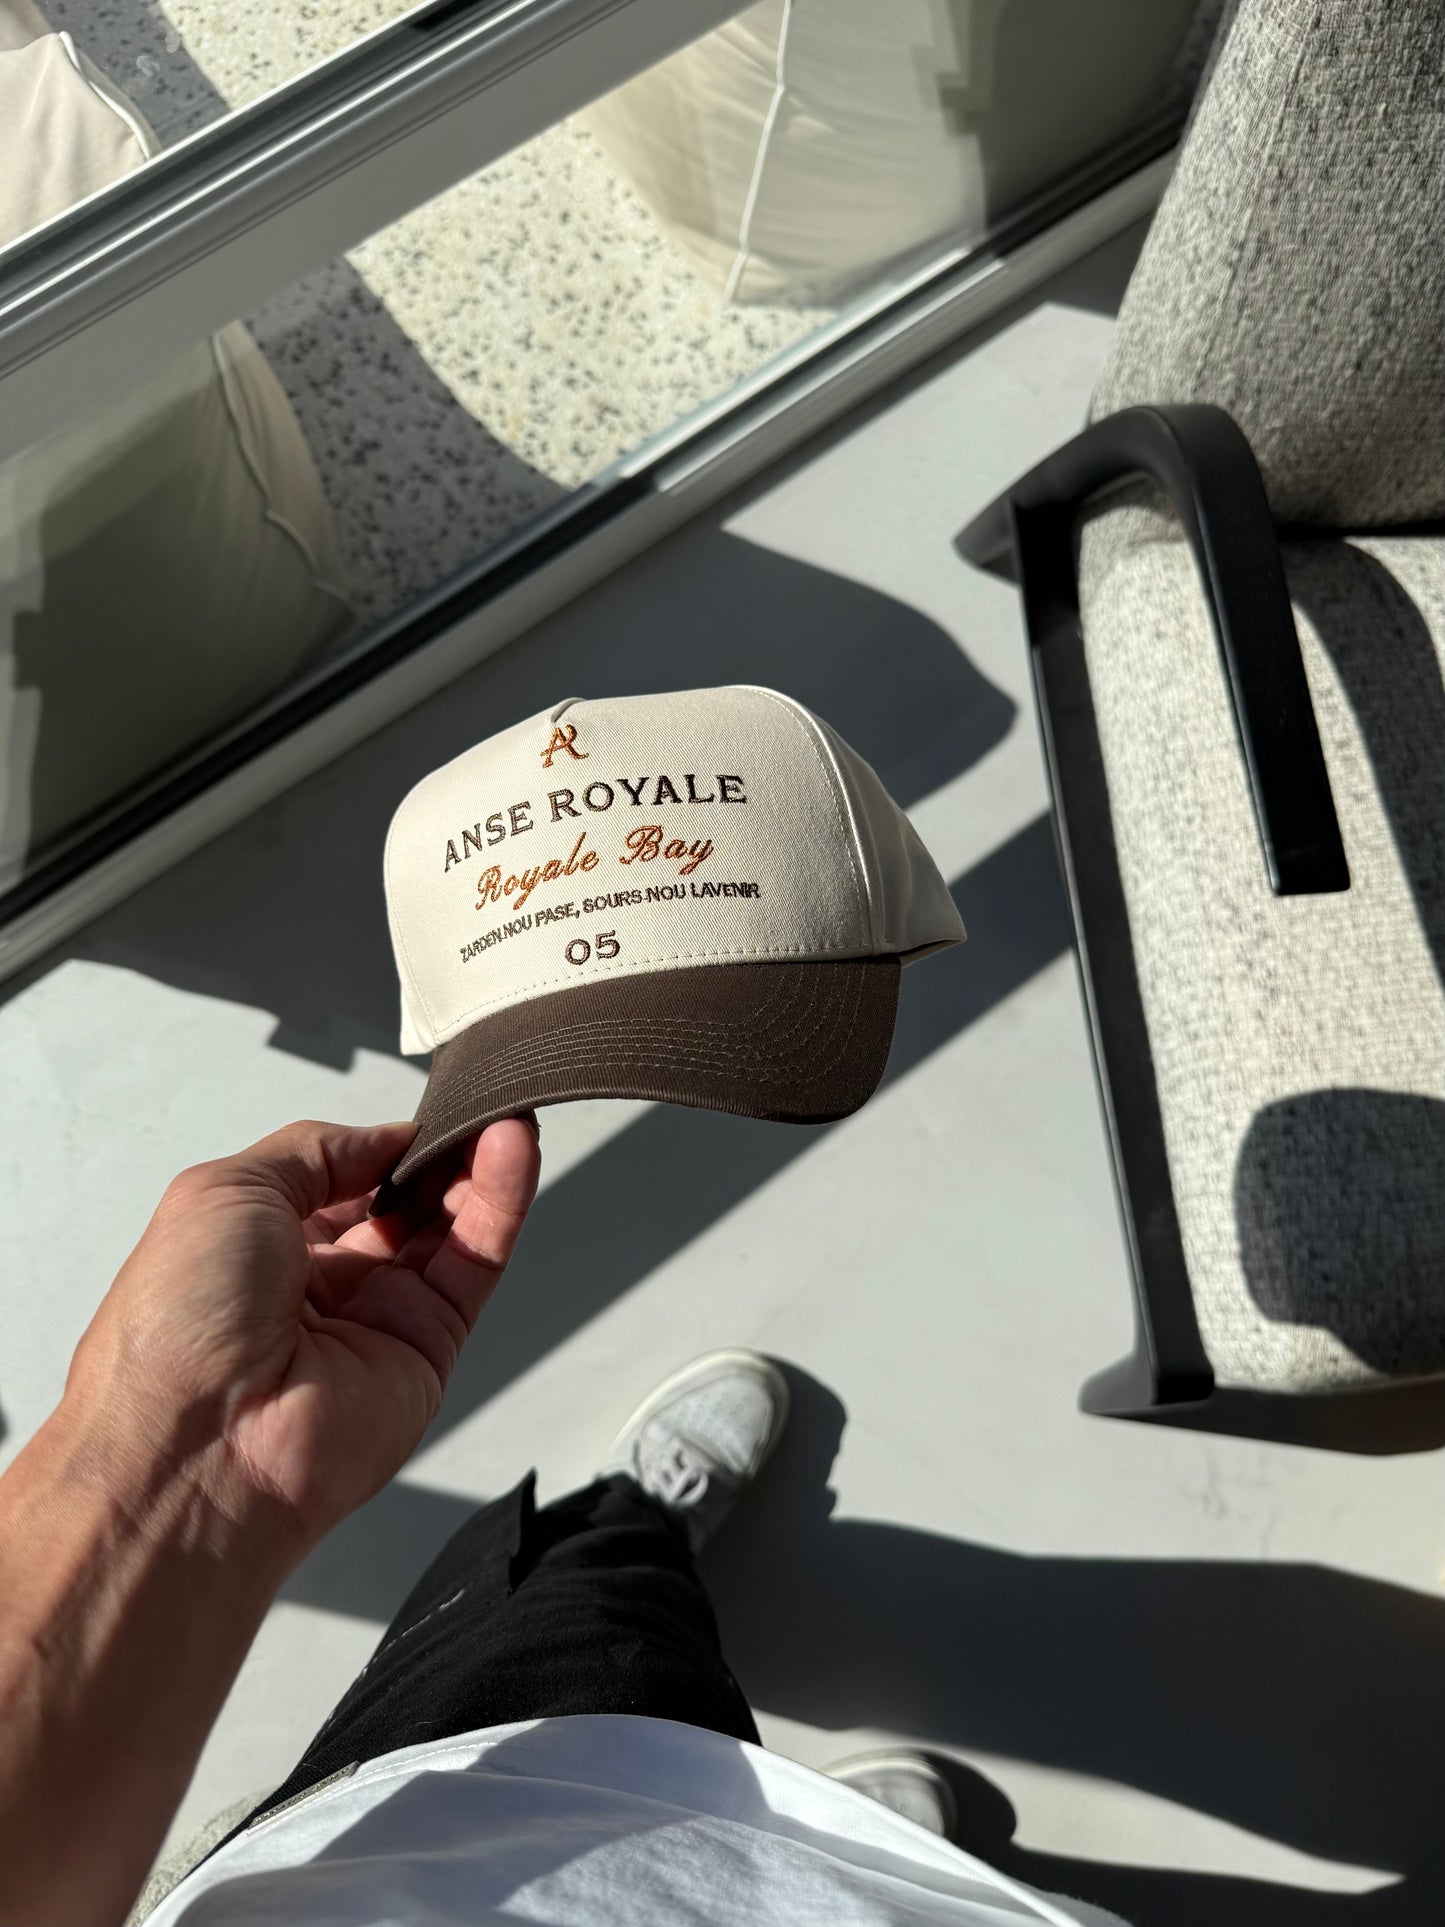 AR
ANSE ROYALE
Royale Bay
ZARDEN NOU PASE, SOURS NOU LAVENIR
05